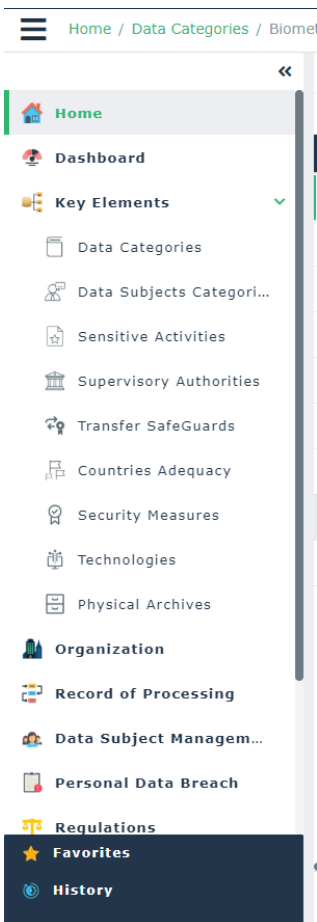 Home / Data Categories / Biomet
«
Home
Dashboard
Key Elements
Data Categories
Data Subjects Categori...
Sensitive Activities
Supervisory Authorities
Transfer SafeGuards
Countries Adequacy
Security Measures
Technologies
Physical Archives
Organization
Record of Processing
Data Subject Managem...
Personal Data Breach
Regulations
Favorites
History